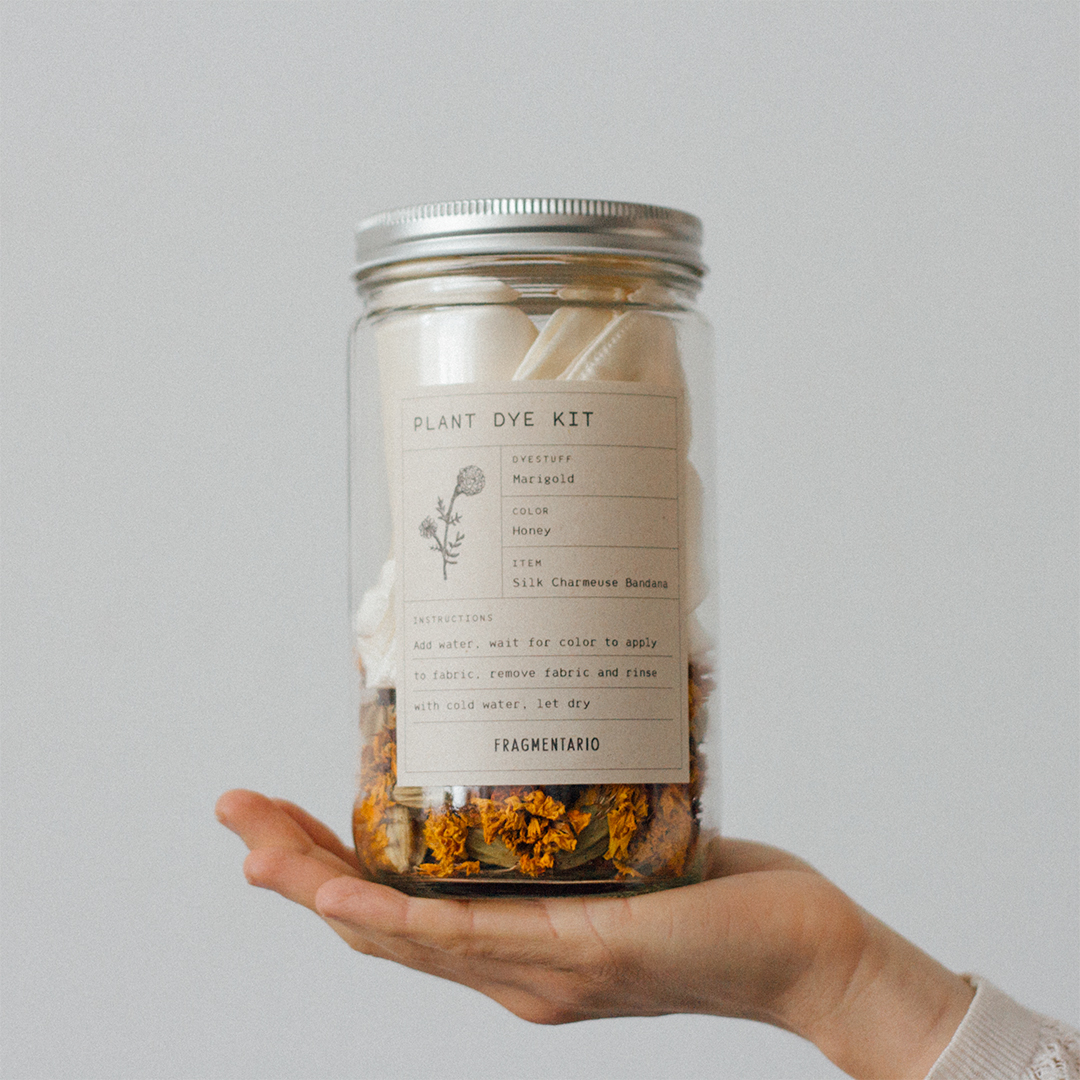 PLANT DYE KIT
DYESTUFF
Marigold
COLOR
Honey
ITEM
Silk Charmeuse Bandana
INSTRUCTIONS
Add water, wait for color to apply
to fabric, remove fabric and rinse
with cold water, let dry
FRAGMENTARIO